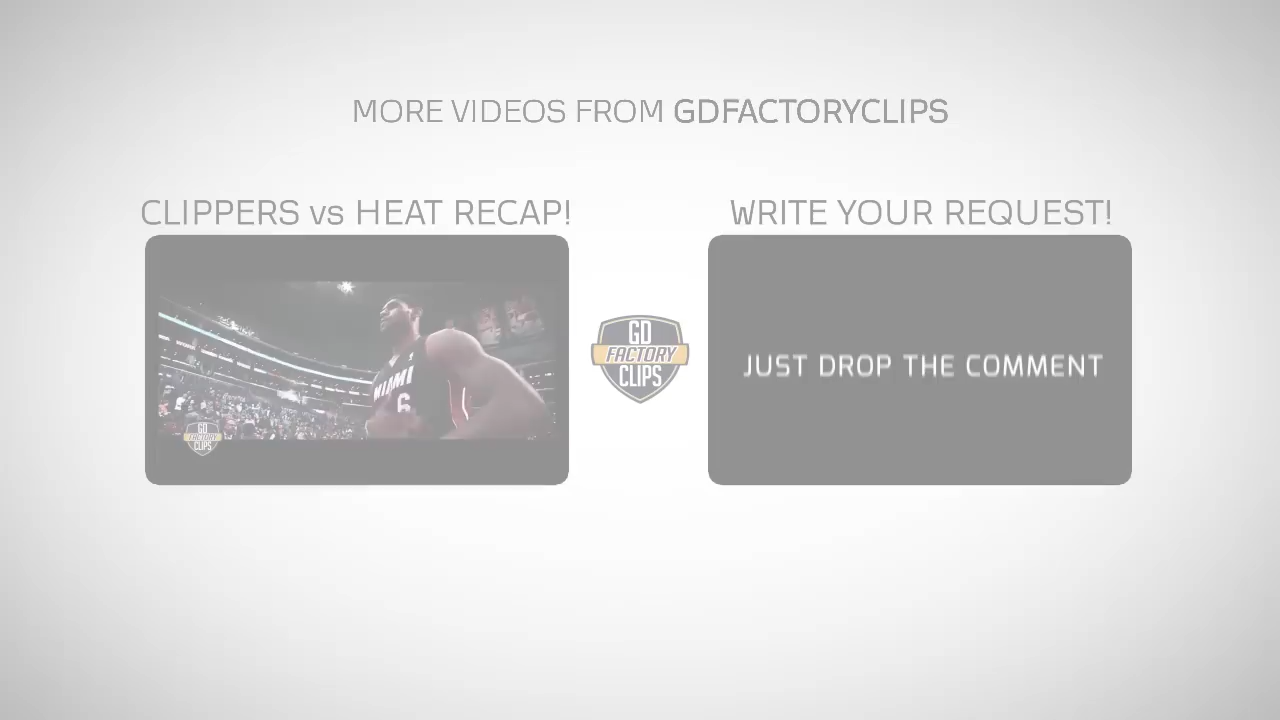 MORE VIDEOS FROM GDFACTORYCLIPS
CLIPPERS vs HEAT RECAP!
WRITE YOUR REQUEST!
MIAMI
6
GD
FACTORY
CLIPS
GD
FACTORY
CLIPS
JUST DROP THE COMMENT